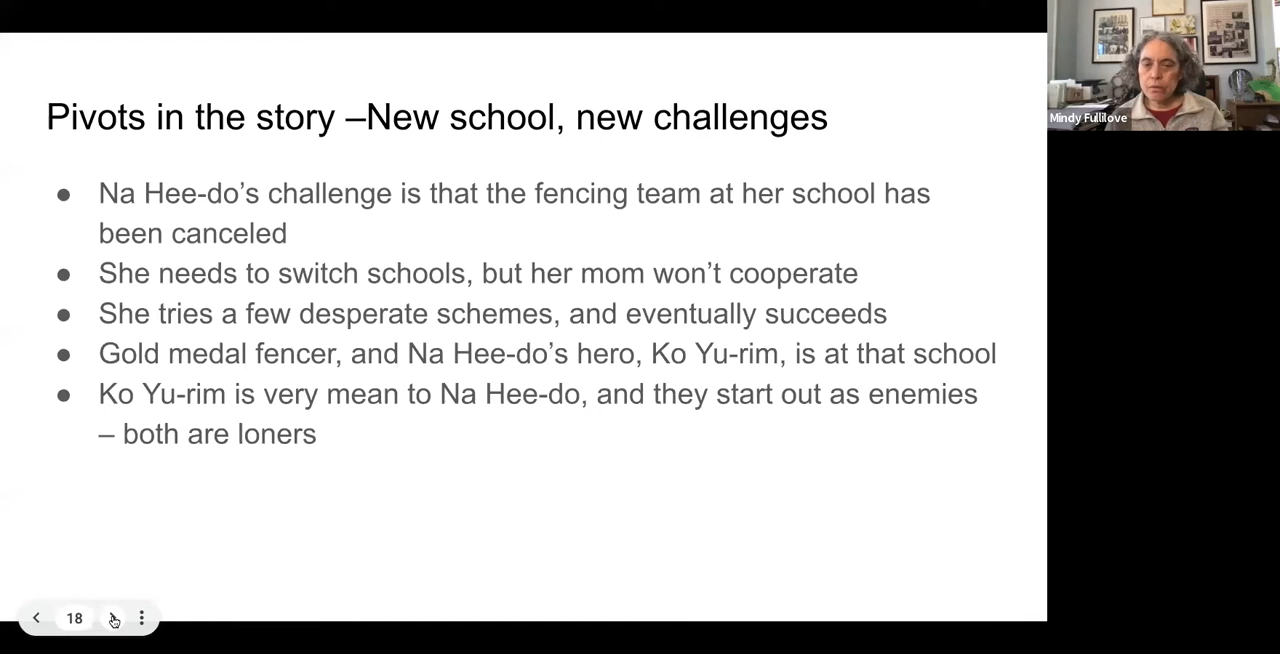 Pivots in the story –New school, new challenges
● Na Hee-do’s challenge is that the fencing team at her school has
been canceled
● She needs to switch schools, but her mom won’t cooperate
● She tries a few desperate schemes, and eventually succeeds
● Gold medal fencer, and Na Hee-do’s hero, Ko Yu-rim, is at that school
● Ko Yu-rim is very mean to Na Hee-do, and they start out as enemies
– both are loners
18
Mindy Fullilove